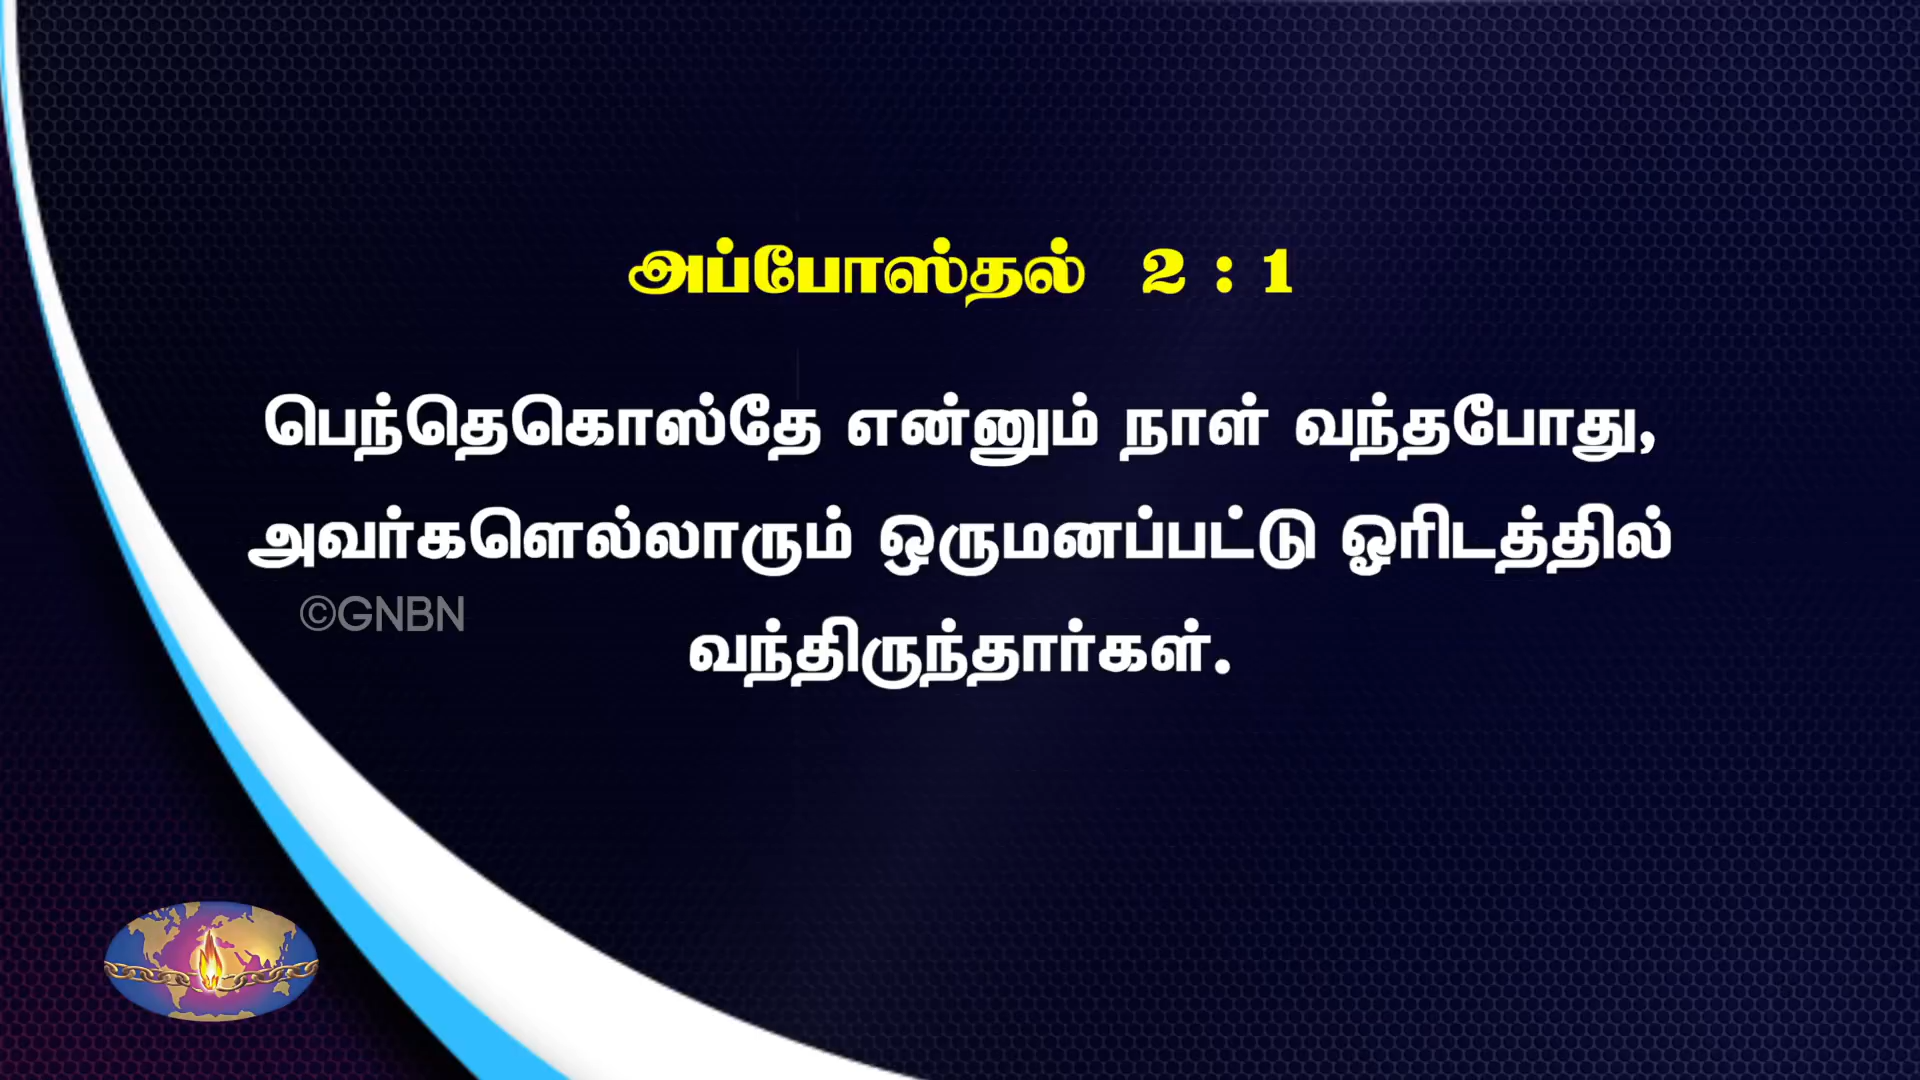 அப்போஸ்தல் 2 : 1
பெந்தெகொஸ்தே என்னும் நாள் வந்தபோது,
அவர்களெல்லாரும் ஒருமனப்பட்டு ஓரிடத்தில்
©GNBN
வந்திருந்தார்கள்.